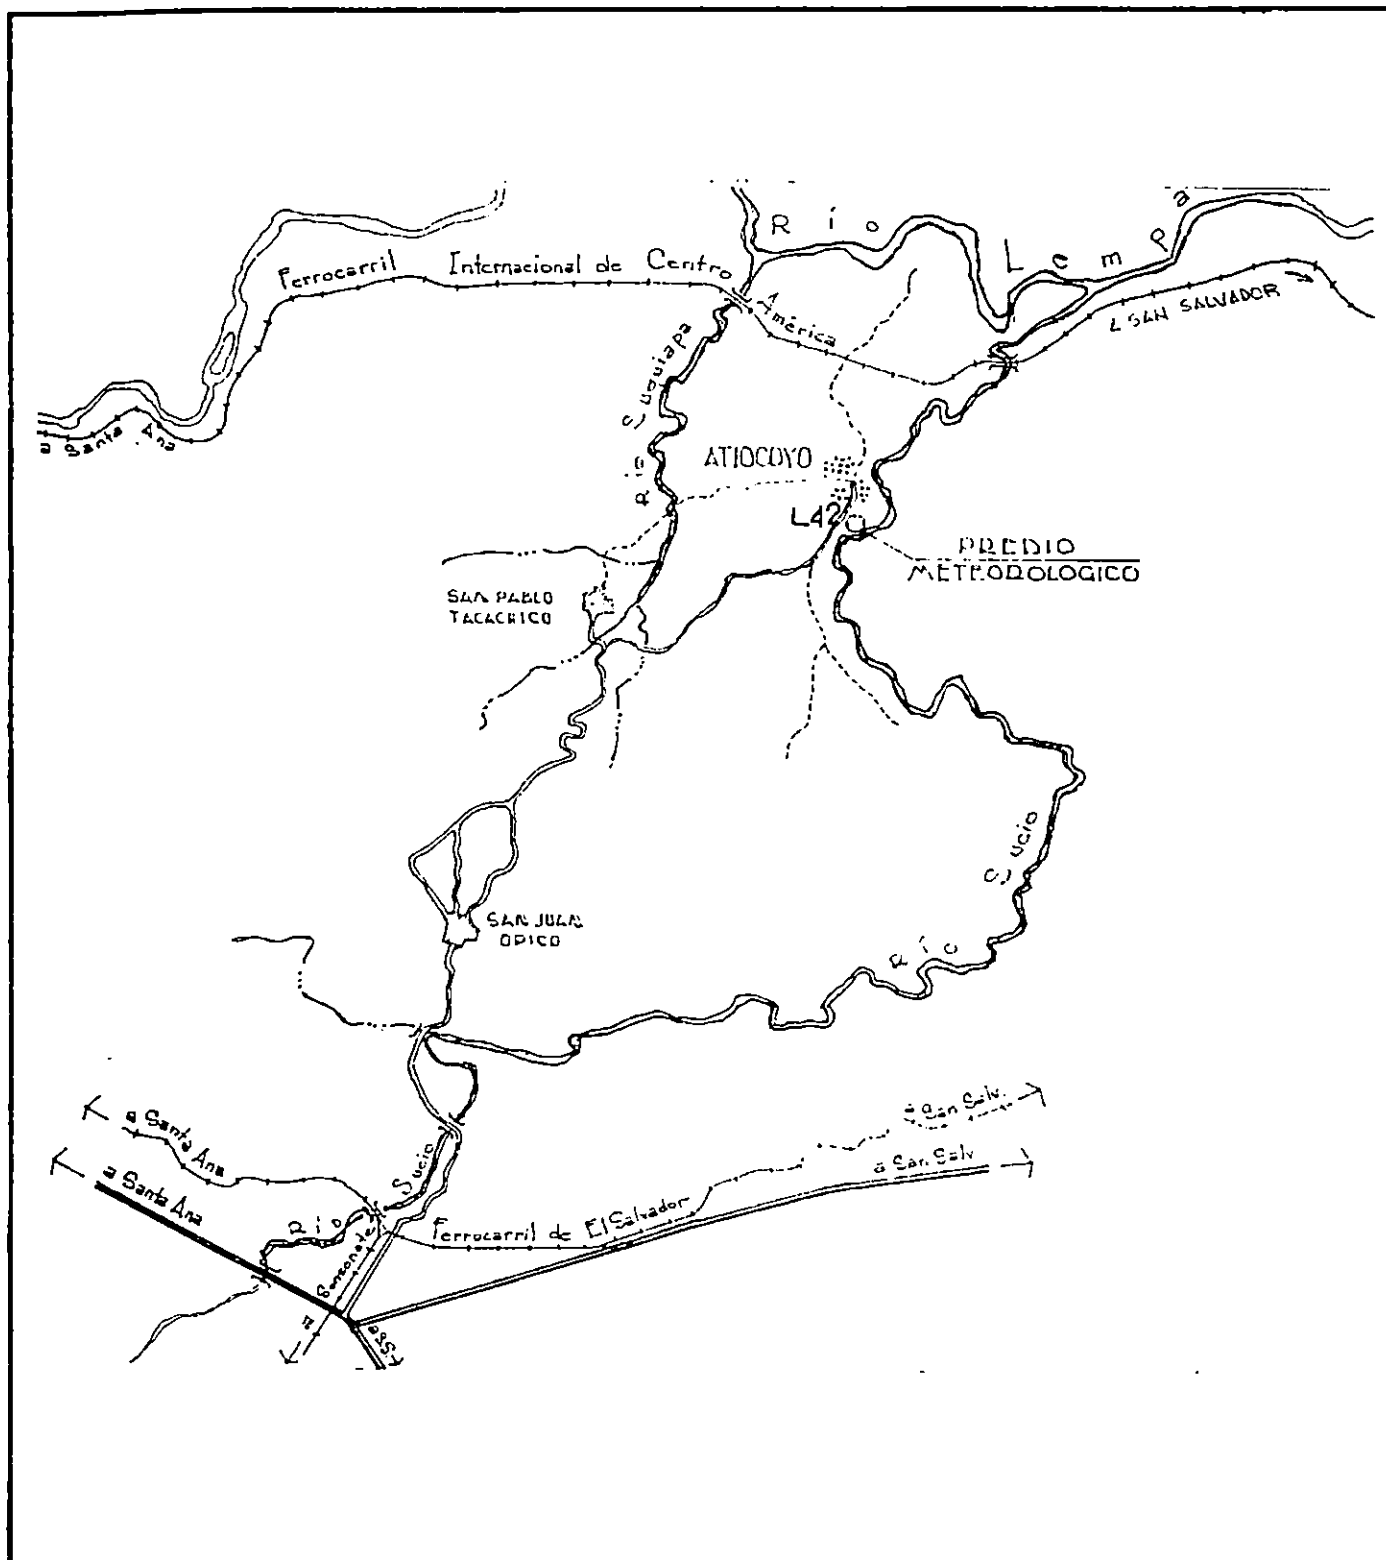 Río Lempa
Ferrocarril Internacional de Centro América
A SAN SALVADOR
a Santa Ana
Río Suquiapa
ATIOCOYO
L42
PREDIO
METEOROLOGICO
SAN PABLO
TACACHICO
Río Sucio
SAN JUAN
OPICO
a Santa Ana
a San Salv.
a Santa Ana
a San Salv
Río Sucio
Ferrocarril de El Salvador
a Sonsonate